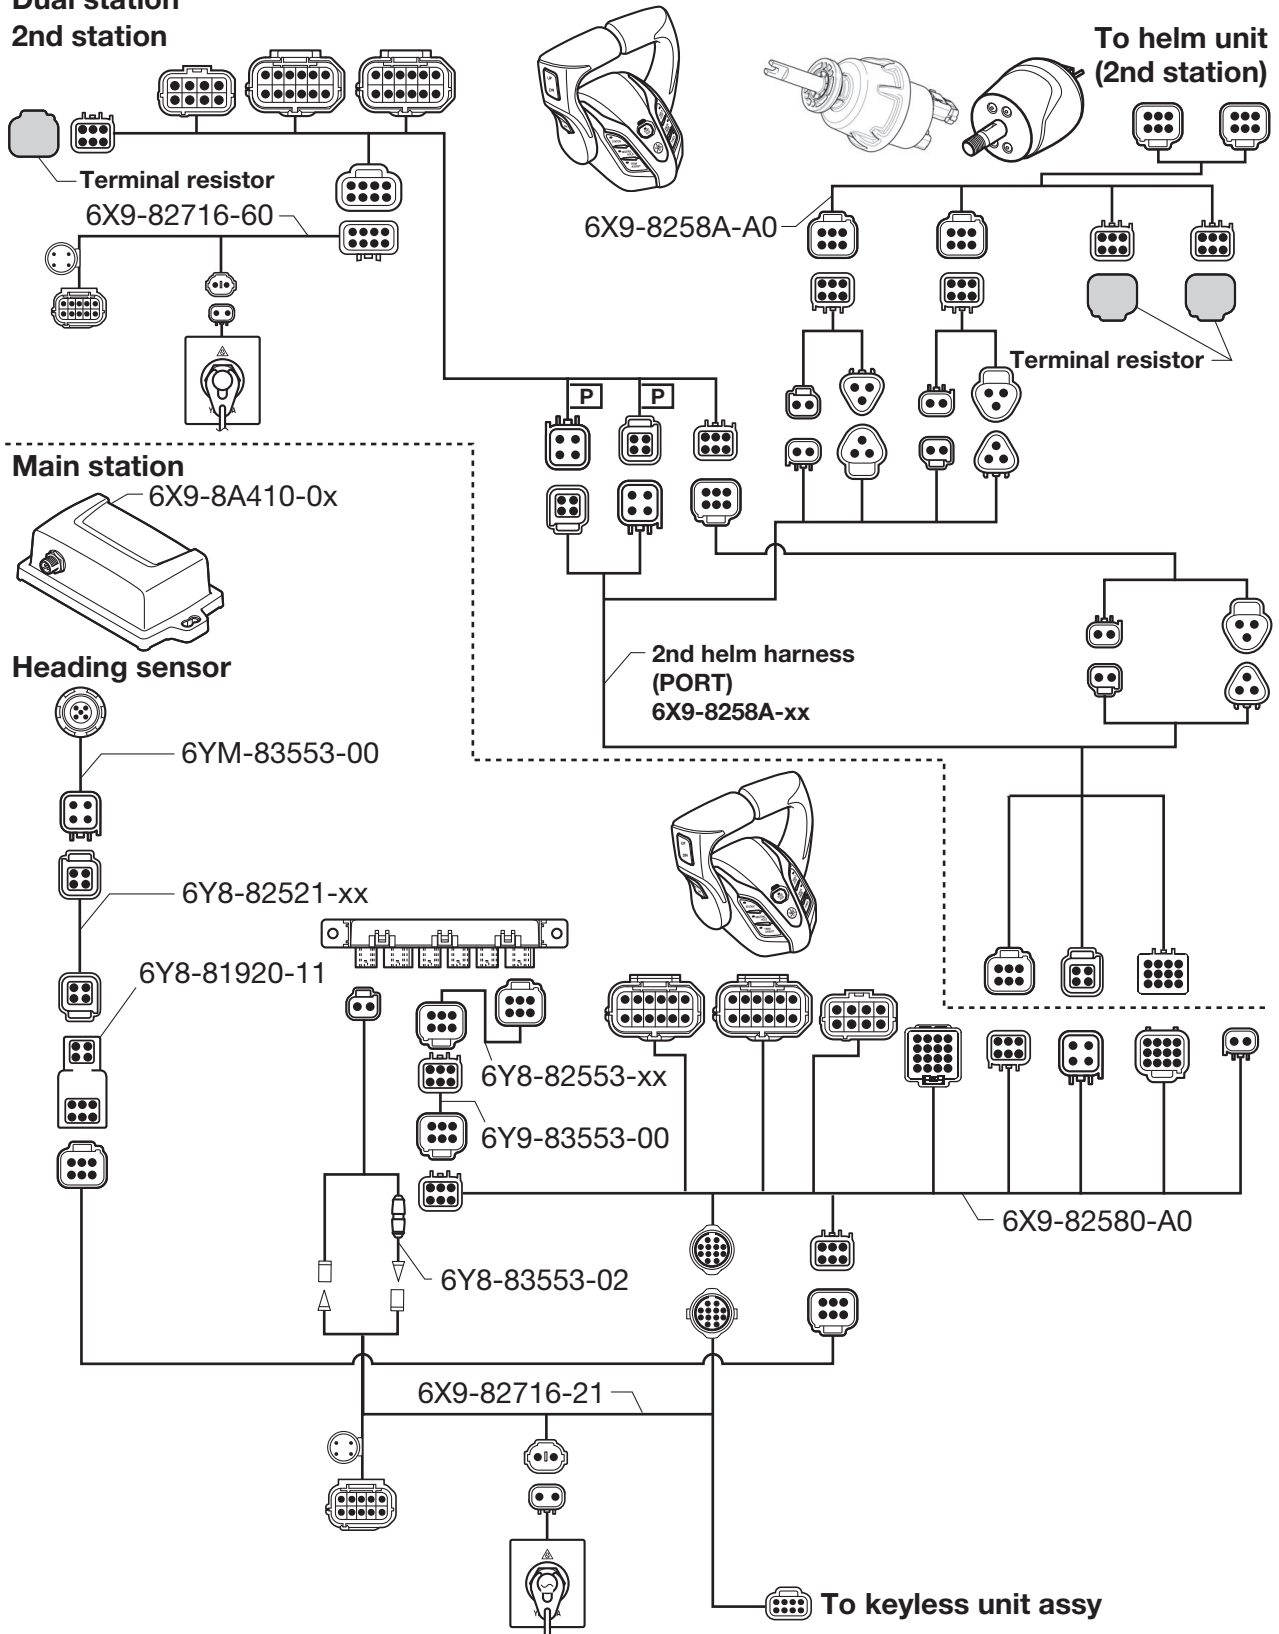 Dual station
2nd station
To helm unit
(2nd station)
Terminal resistor
6X9-82716-60
6X9-8258A-A0
Terminal resistor
P
P
Main station
6X9-8A410-0x
2nd helm harness
(PORT)
6X9-8258A-xx
Heading sensor
6YM-83553-00
6Y8-82521-xx
6Y8-81920-11
6Y8-82553-xx
6Y9-83553-00
6X9-82580-A0
6Y8-83553-02
6X9-82716-21
To keyless unit assy